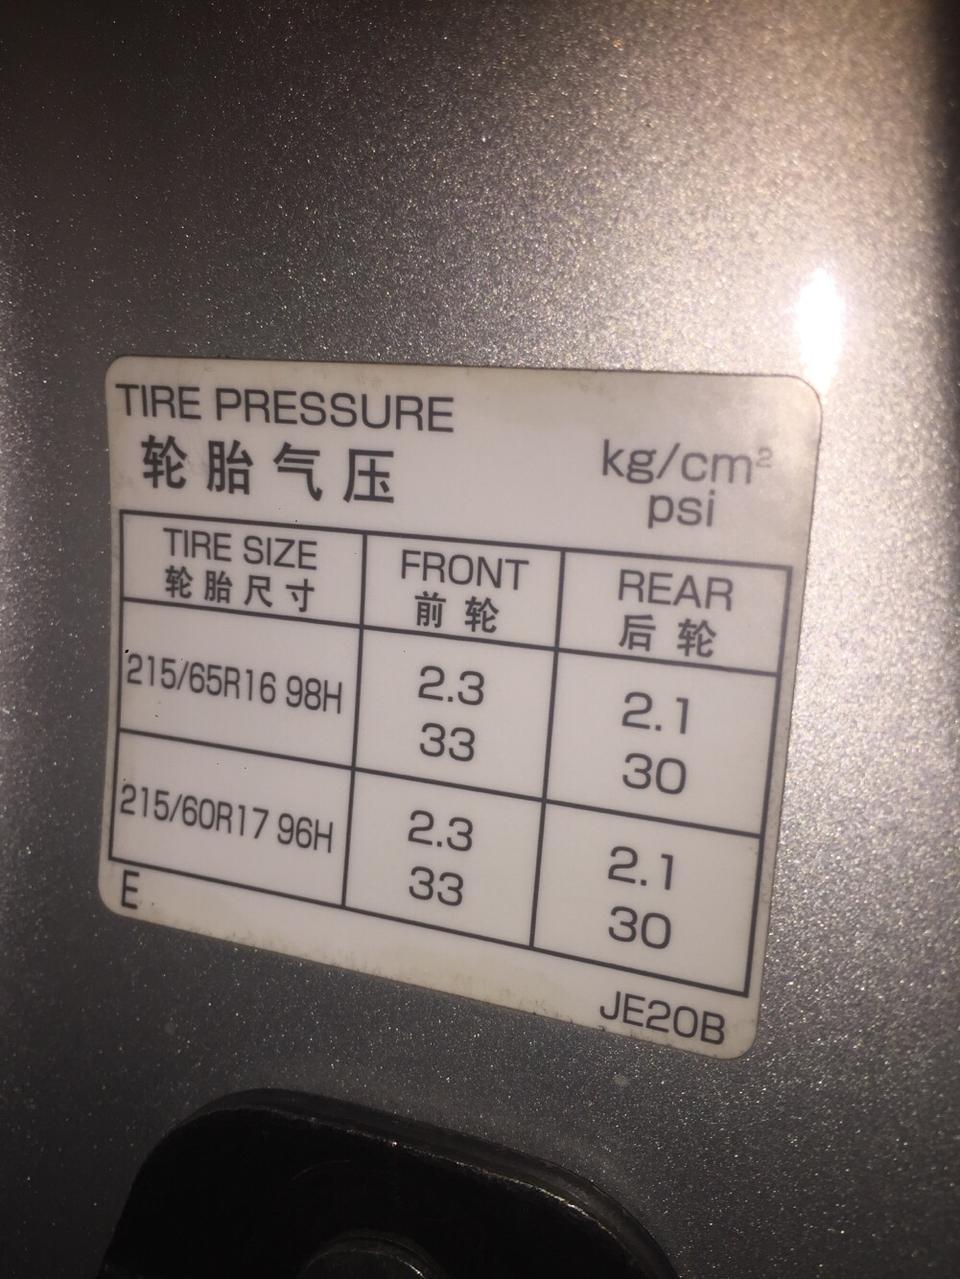 TIRE PRESSURE
轮胎气压
kg/cm²
psi
TIRE SIZE
轮胎尺寸
FRONT
前轮
REAR
后轮
215/65R16 98H
2.3
33
2.1
30
215/60R17 96H
2.3
33
2.1
30
E
JE20B